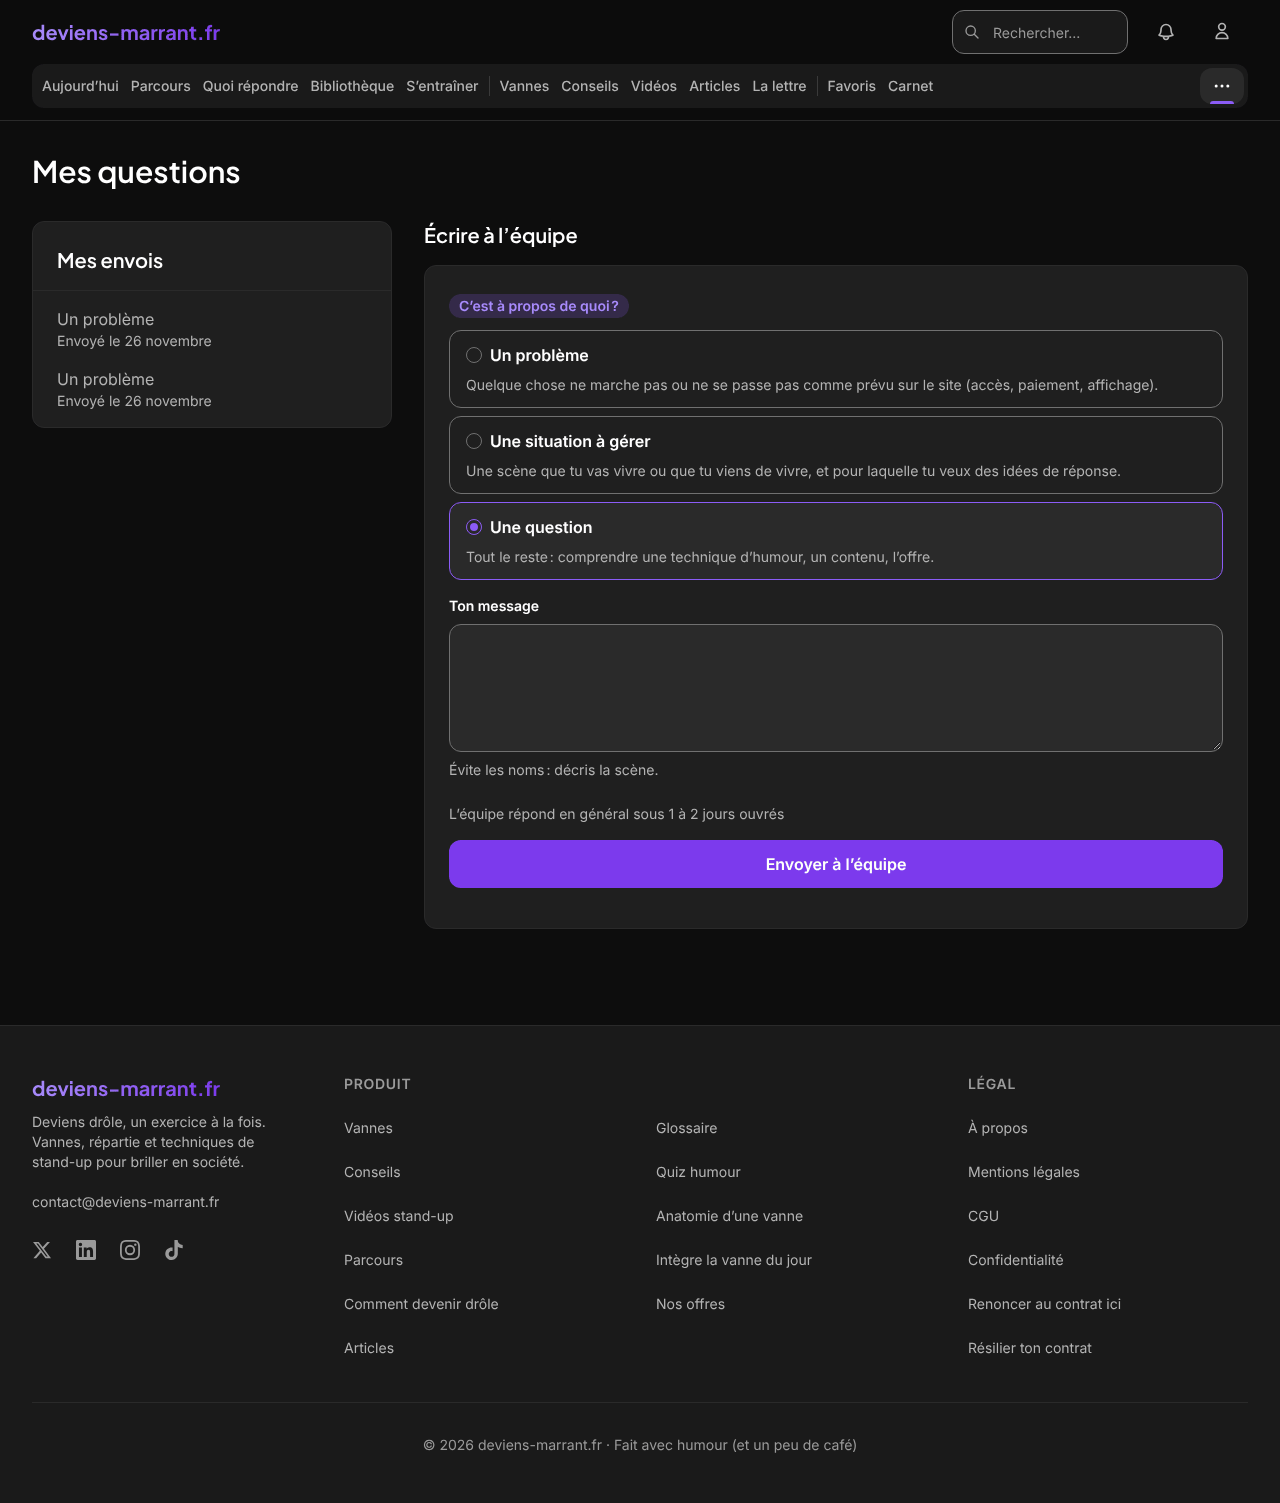 deviens-marrant.fr
Rechercher...
Aujourd’hui Parcours Quoi répondre Bibliothèque S’entraîner Vannes Conseils Vidéos Articles La lettre Favoris Carnet
Mes questions
Mes envois
Un problème
Envoyé le 26 novembre
Un problème
Envoyé le 26 novembre
Écrire à l’équipe
C’est à propos de quoi ?
Un problème
Quelque chose ne marche pas ou ne se passe pas comme prévu sur le site (accès, paiement, affichage).
Une situation à gérer
Une scène que tu vas vivre ou que tu viens de vivre, et pour laquelle tu veux des idées de réponse.
Une question
Tout le reste : comprendre une technique d’humour, un contenu, l’offre.
Ton message
Évite les noms : décris la scène.
L’équipe répond en général sous 1 à 2 jours ouvrés
Envoyer à l’équipe
deviens-marrant.fr
Deviens drôle, un exercice à la fois.
Vannes, répartie et techniques de
stand-up pour briller en société.
contact@deviens-marrant.fr
PRODUIT
Vannes
Conseils
Vidéos stand-up
Parcours
Comment devenir drôle
Articles
Glossaire
Quiz humour
Anatomie d’une vanne
Intègre la vanne du jour
Nos offres
LÉGAL
À propos
Mentions légales
CGU
Confidentialité
Renoncer au contrat ici
Résilier ton contrat
© 2026 deviens-marrant.fr · Fait avec humour (et un peu de café)